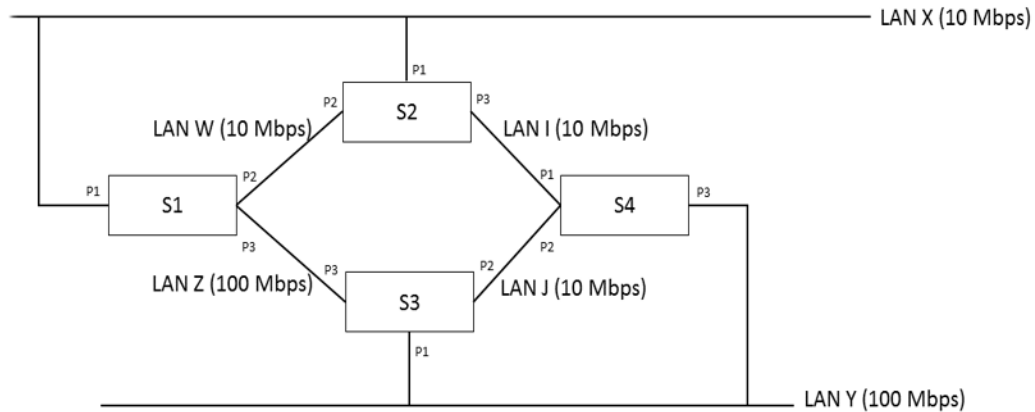 LAN X (10 Mbps)
P1
P2
S2
P3
LAN W (10 Mbps)
LAN I (10 Mbps)
P2
P1
P1
S1
S4
P3
P3
P2
P3
P2
LAN Z (100 Mbps)
S3
LAN J (10 Mbps)
P1
LAN Y (100 Mbps)